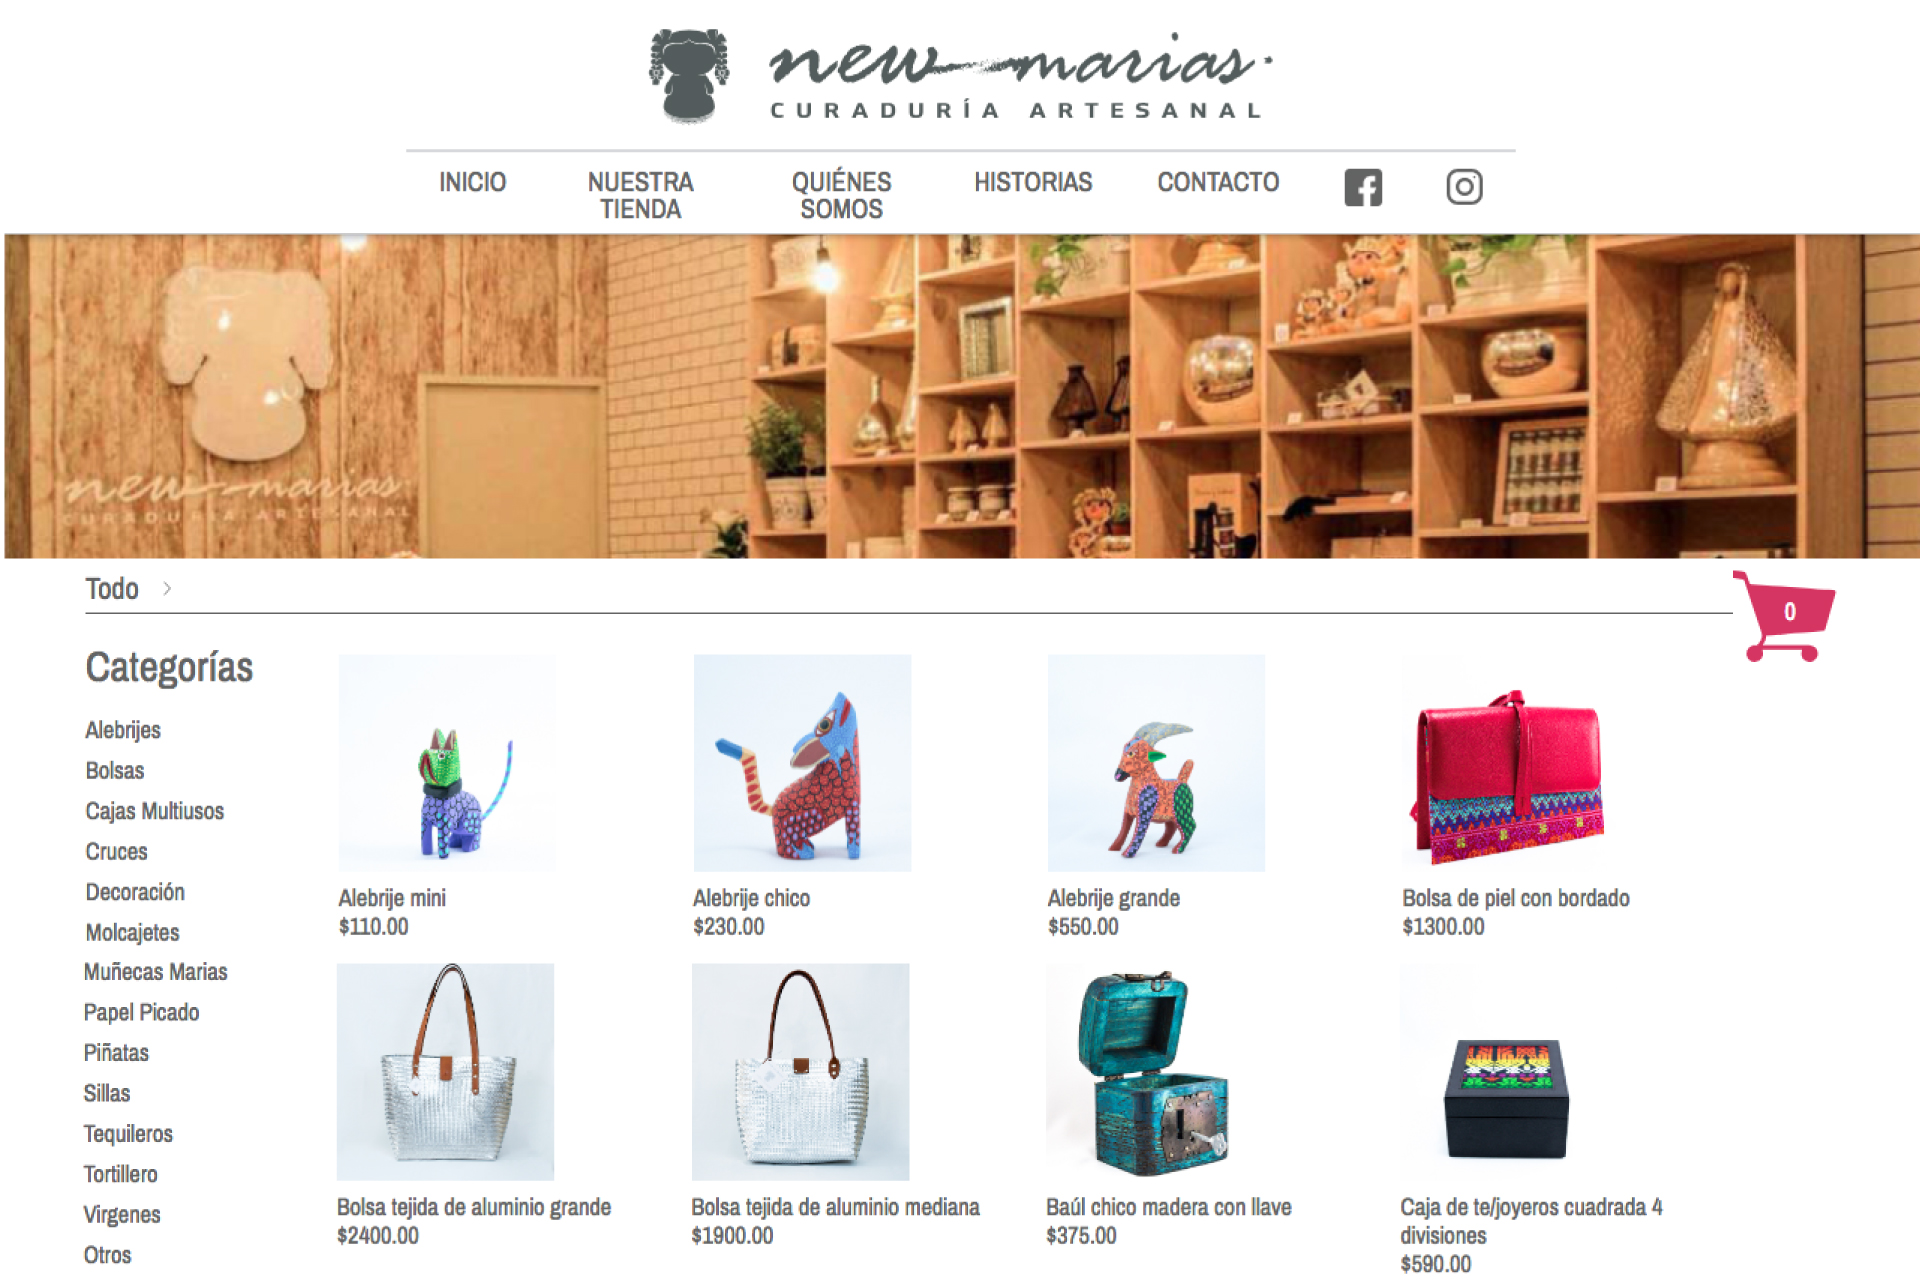 new marias
CURADURÍA ARTESANAL
INICIO
NUESTRA
TIENDA
QUIÉNES
SOMOS
HISTORIAS
CONTACTO
new marias
CURADURÍA ARTESANAL
Todo >
0
Categorías
Alebrijes
Bolsas
Cajas Multiusos
Cruces
Decoración
Molcajetes
Muñecas Marias
Papel Picado
Piñatas
Sillas
Tequileros
Tortillero
Virgenes
Otros
Alebrije mini
$110.00
Alebrije chico
$230.00
Alebrije grande
$550.00
Bolsa de piel con bordado
$1300.00
Bolsa tejida de aluminio grande
$2400.00
Bolsa tejida de aluminio mediana
$1900.00
Baúl chico madera con llave
$375.00
Caja de te/joyeros cuadrada 4
divisiones
$590.00